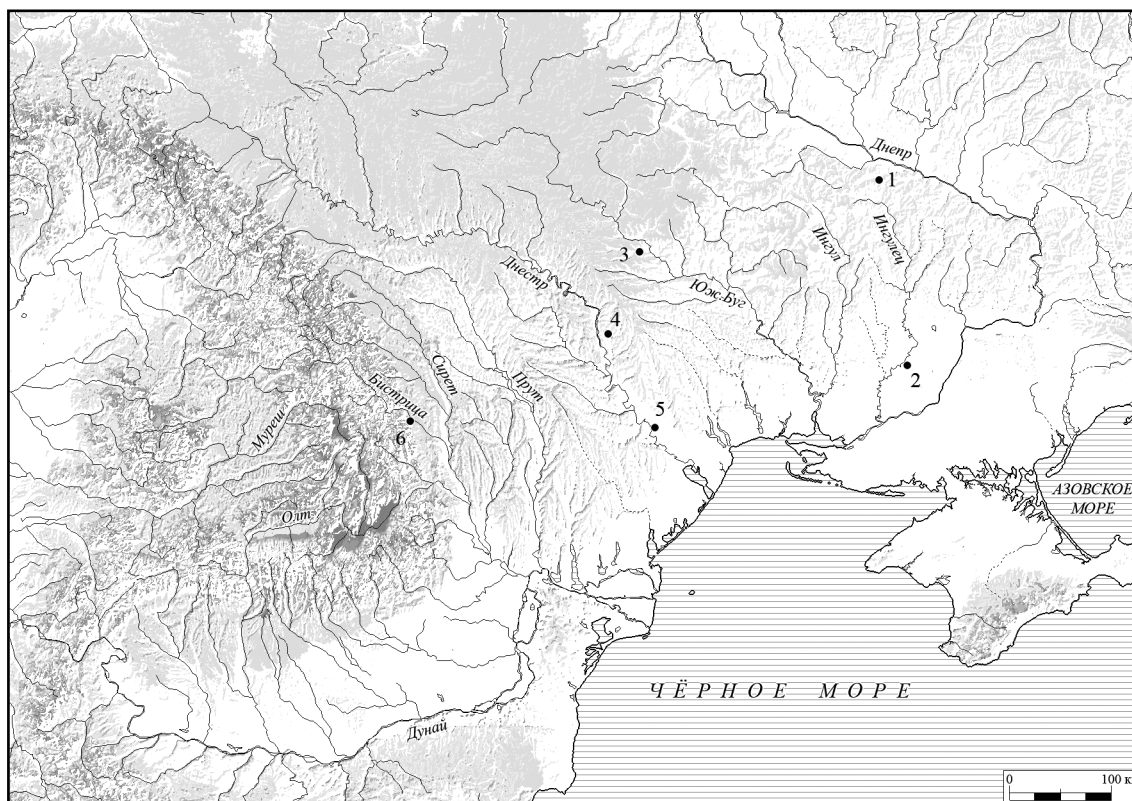 Днепр
1
Ингул
Ингулец
3
Днестр
Юж.Буг
4
Сирет
Прут
2
Бистрица
5
6
Муреш
АЗОВСКОЕ
МОРЕ
Олт
ЧЁРНОЕ МОРЕ
Дунай
0 100 к